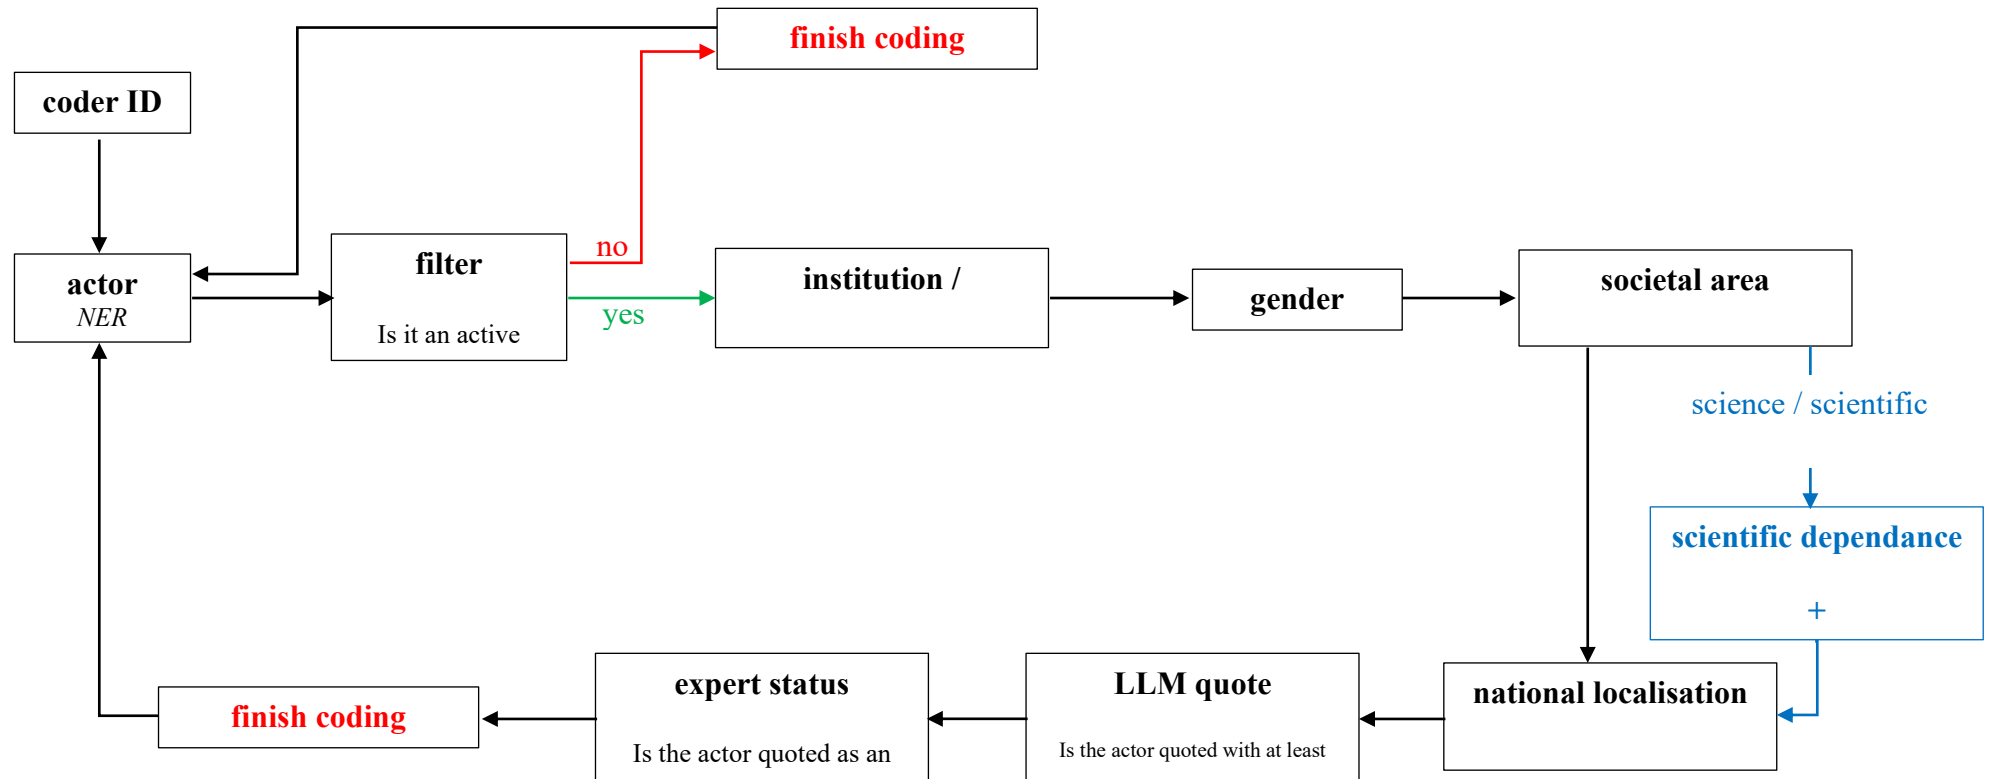 finish coding
coder ID
actor
NER
filter
Is it an active
no
yes
institution /
gender
societal area
science / scientific
scientific dependance
+
national localisation
LLM quote
Is the actor quoted with at least
expert status
Is the actor quoted as an
finish coding